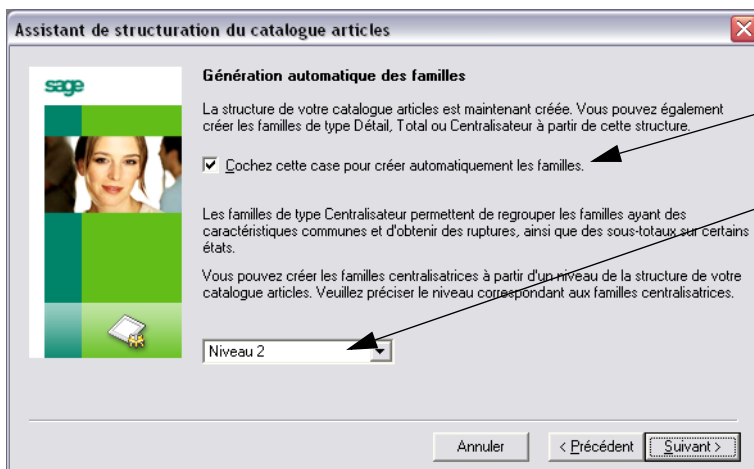 Assistant de structuration du catalogue articles
sage
Génération automatique des familles
La structure de votre catalogue articles est maintenant créée. Vous pouvez également
créer les familles de type Détail, Total ou Centralisateur à partir de cette structure.
Cochez cette case pour créer automatiquement les familles.
Les familles de type Centralisateur permettent de regrouper les familles ayant des
caractéristiques communes et d'obtenir des ruptures, ainsi que des sous-totaux sur certains
états.
Vous pouvez créer les familles centralisatrices à partir d'un niveau de la structure de votre
catalogue articles. Veuillez préciser le niveau correspondant aux familles centralisatrices.
Niveau 2
Annuler < Précédent Suivant >